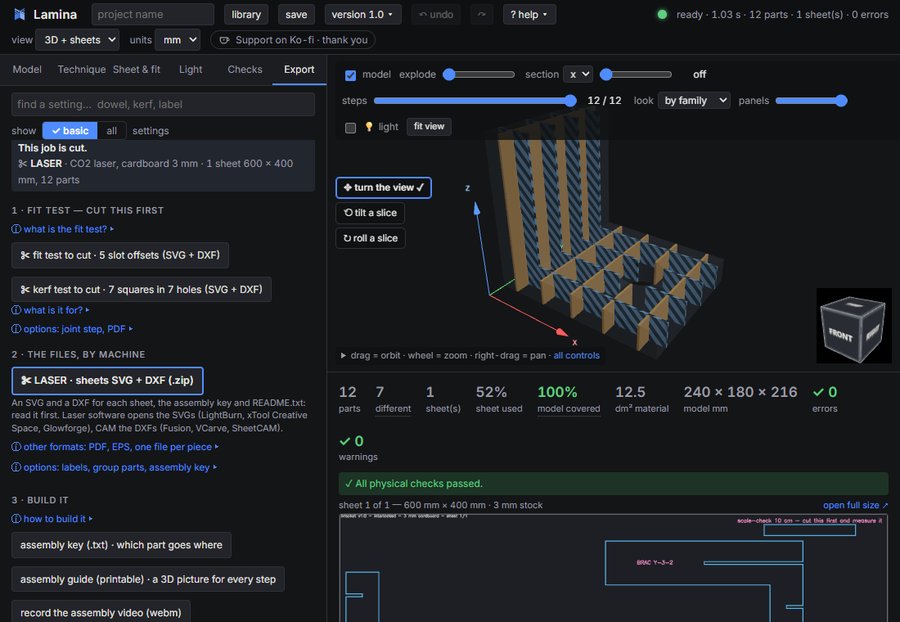 Lamina
project name
library
save
version 1.0
undo
? help
ready · 1.03 s · 12 parts · 1 sheet(s) · 0 errors
view
3D + sheets
units
mm
Support on Ko-fi · thank you
Model
Technique
Sheet & fit
Light
Checks
Export
find a setting... dowel, kerf, label
show
✓ basic
all
settings
This job is cut.
✂ LASER · CO2 laser, cardboard 3 mm · 1 sheet 600 × 400
mm, 12 parts
1 · FIT TEST — CUT THIS FIRST
ⓘ what is the fit test? ▸
✂ fit test to cut · 5 slot offsets (SVG + DXF)
✂ kerf test to cut · 7 squares in 7 holes (SVG + DXF)
ⓘ what is it for? ▸
ⓘ options: joint step, PDF ▸
2 · THE FILES, BY MACHINE
✂ LASER · sheets SVG + DXF (.zip)
An SVG and a DXF for each sheet, the assembly key and README.txt:
read it first. Laser software opens the SVGs (LightBurn, xTool Creative
Space, Glowforge), CAM the DXFs (Fusion, VCarve, SheetCAM).
ⓘ other formats: PDF, EPS, one file per piece ▸
ⓘ options: labels, group parts, assembly key ▸
3 · BUILD IT
ⓘ how to build it ▸
assembly key (.txt) · which part goes where
assembly guide (printable) · a 3D picture for every step
record the assembly video (webm)
model
explode
section
x
off
steps
12 / 12
look
by family
panels
light
fit view
✥ turn the view ✓
tilt a slice
↻ roll a slice
z
y
x
FRONT
▶ drag = orbit · wheel = zoom · right-drag = pan · all controls
12
parts
7
different
1
sheet(s)
52%
sheet used
100%
model covered
12.5
dm² material
240 × 180 × 216
model mm
✓ 0
errors
✓ 0
warnings
✓ All physical checks passed.
sheet 1 of 1 — 600 mm × 400 mm · 3 mm stock
open full size ↗
scale-check 10 cm — cut this first and measure it
BRAC Y-3-2